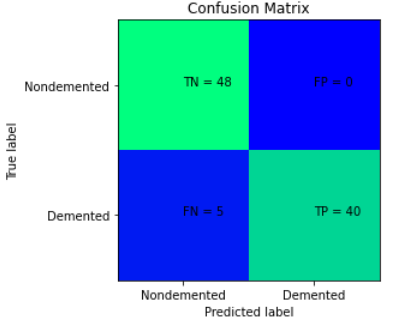 Confusion Matrix
True label
Nondemented
TN = 48
FP = 0
Demented
FN = 5
TP = 40
Nondemented
Demented
Predicted label